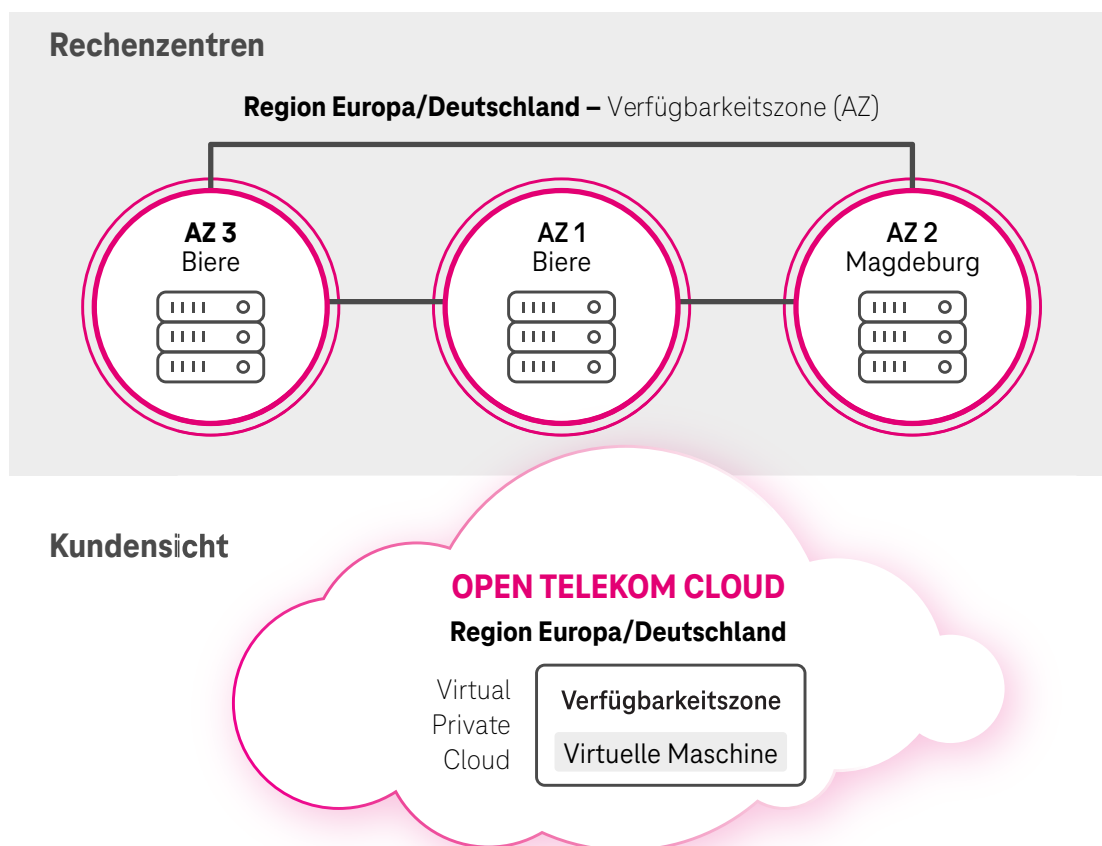 Rechenzentren
Region Europa/Deutschland – Verfügbarkeitszone (AZ)
AZ 3
Biere
AZ 1
Biere
AZ 2
Magdeburg
Kundensicht
OPEN TELEKOM CLOUD
Region Europa/Deutschland
Virtual
Private
Cloud
Verfügbarkeitszone
Virtuelle Maschine